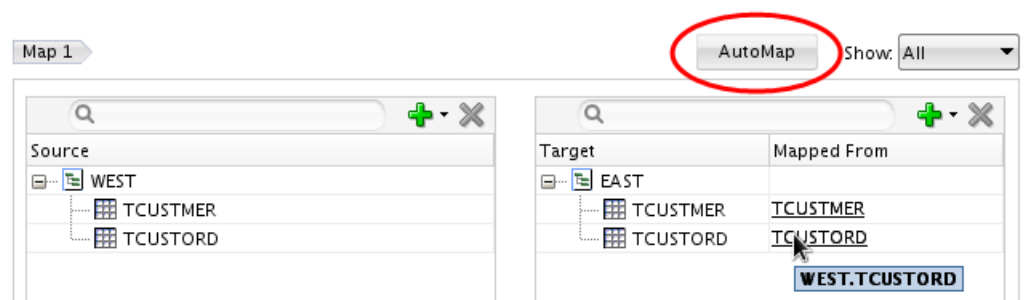 Map 1
AutoMap
Show: All
Source
WEST
TCUSTMER
TCUSTORD
Target Mapped From
EAST
TCUSTMER TCUSTMER
TCUSTORD TCUSTORD
WEST.TCUSTORD